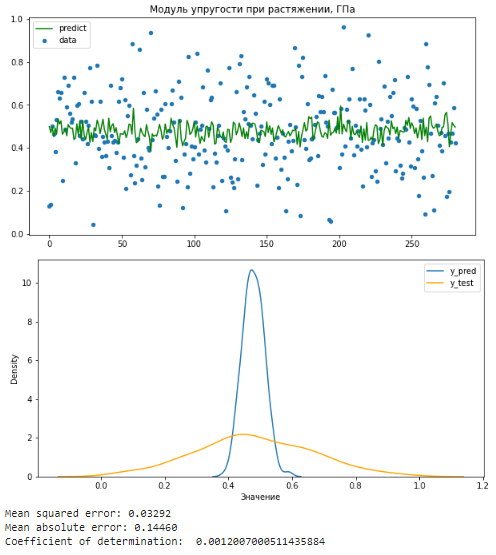 Модуль упругости при растяжении, ГПа
predict
data
1.0
0.8
0.6
0.4
0.2
0.0
0 50 100 150 200 250
y_pred
y_test
Density
10
8
6
4
2
0
0.0 0.2 0.4 0.6 0.8 1.0 1.2
Значение
Mean squared error: 0.03292
Mean absolute error: 0.14460
Coefficient of determination: 0.0012007000511435884